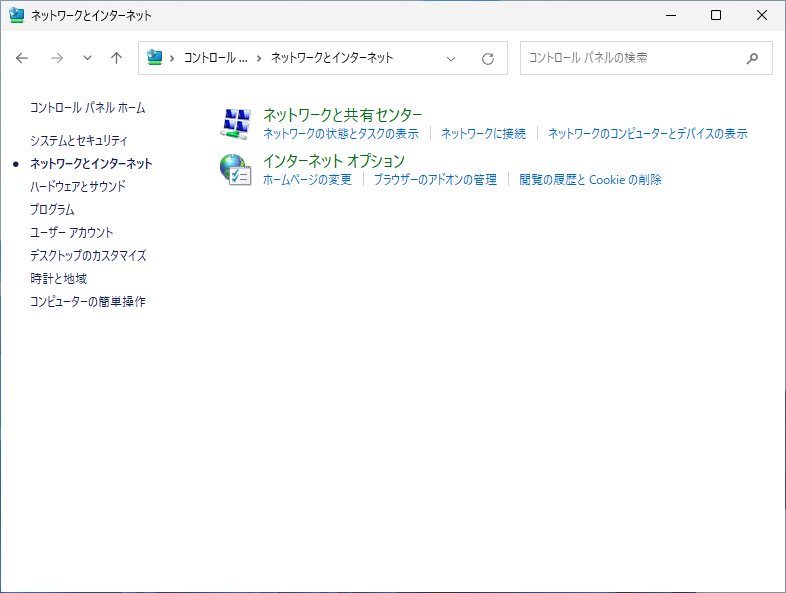 ネットワークとインターネット
コントロール ... › ネットワークとインターネット
コントロール パネルの検索
コントロール パネル ホーム
システムとセキュリティ
ネットワークとインターネット
ハードウェアとサウンド
プログラム
ユーザー アカウント
デスクトップのカスタマイズ
時計と地域
コンピューターの簡単操作
ネットワークと共有センター
ネットワークの状態とタスクの表示 | ネットワークに接続 | ネットワークのコンピューターとデバイスの表示
インターネット オプション
ホームページの変更 | ブラウザーのアドオンの管理 | 閲覧の履歴と Cookie の削除